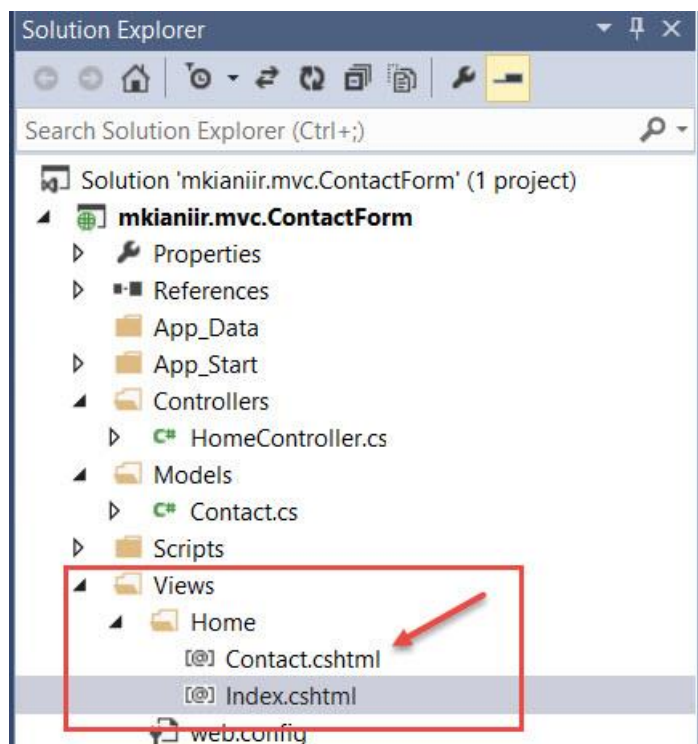 Solution Explorer
Search Solution Explorer (Ctrl+;)
Solution 'mkianiir.mvc.ContactForm' (1 project)
mkianiir.mvc.ContactForm
Properties
References
App_Data
App_Start
Controllers
C# HomeController.cs
Models
C# Contact.cs
Scripts
Views
Home
[@] Contact.cshtml
[@] Index.cshtml
web.config